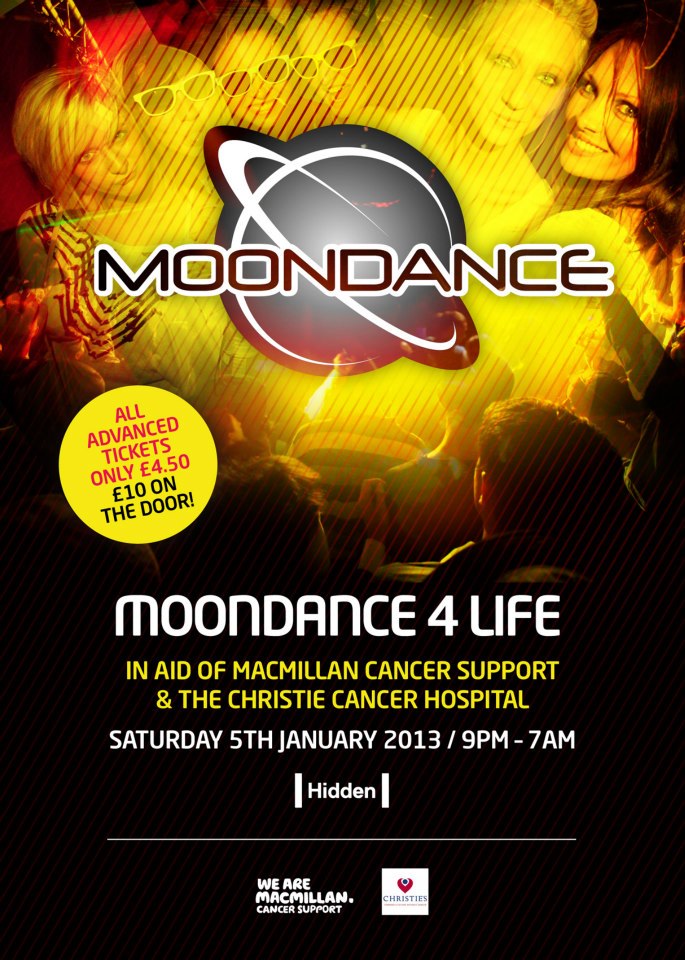 MOONDANCE
ALL
ADVANCED
TICKETS
ONLY £4.50
£10 ON
THE DOOR!
MOONDANCE 4 LIFE
IN AID OF MACMILLAN CANCER SUPPORT
& THE CHRISTIE CANCER HOSPITAL
SATURDAY 5TH JANUARY 2013 / 9PM – 7AM
Hidden
WE ARE
MACMILLAN.
CANCER SUPPORT
CHRISTIES